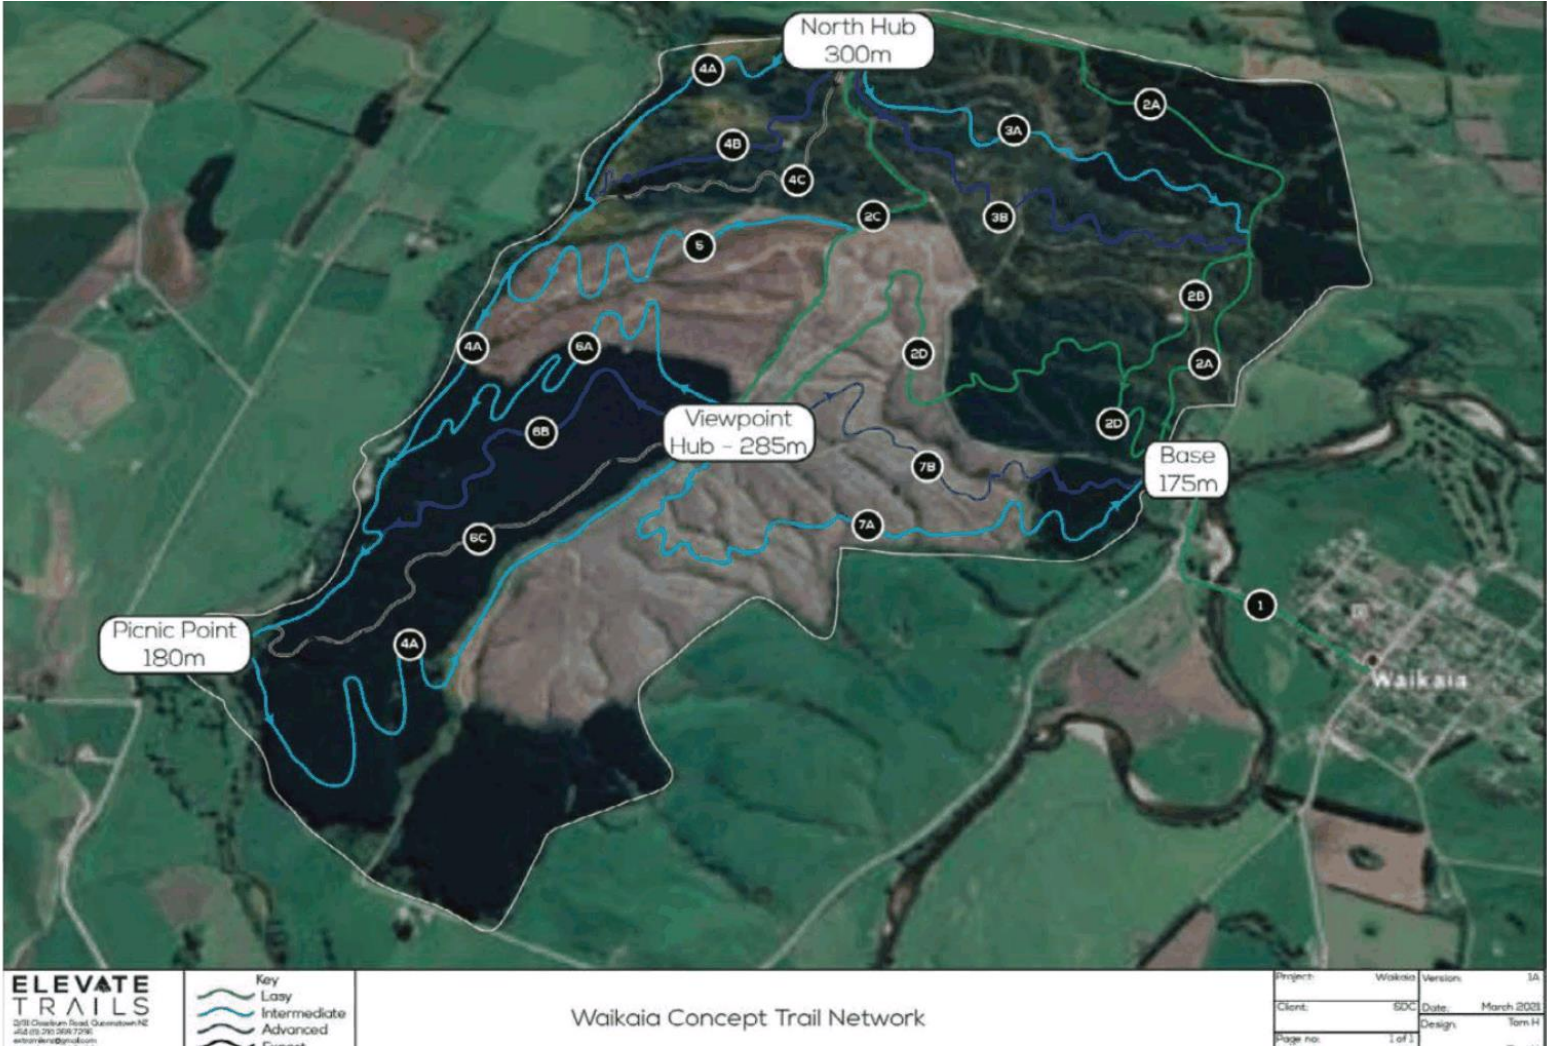 North Hub
300m
4A
2A
3A
4B
4C
2C
3B
5
2B
4A
6A
2D
2A
Viewpoint
Hub - 285m
6B
2D
Base
175m
7B
7A
6C
1
Picnic Point
180m
4A
Waikaia
ELEVATE
TRAILS
Key
Easy
Intermediate
Advanced
Expert
Waikaia Concept Trail Network
Project: Waikaia
Version: 1A
Client: SDC
Date: March 2021
Design: Tom H
Page no: 1 of 1